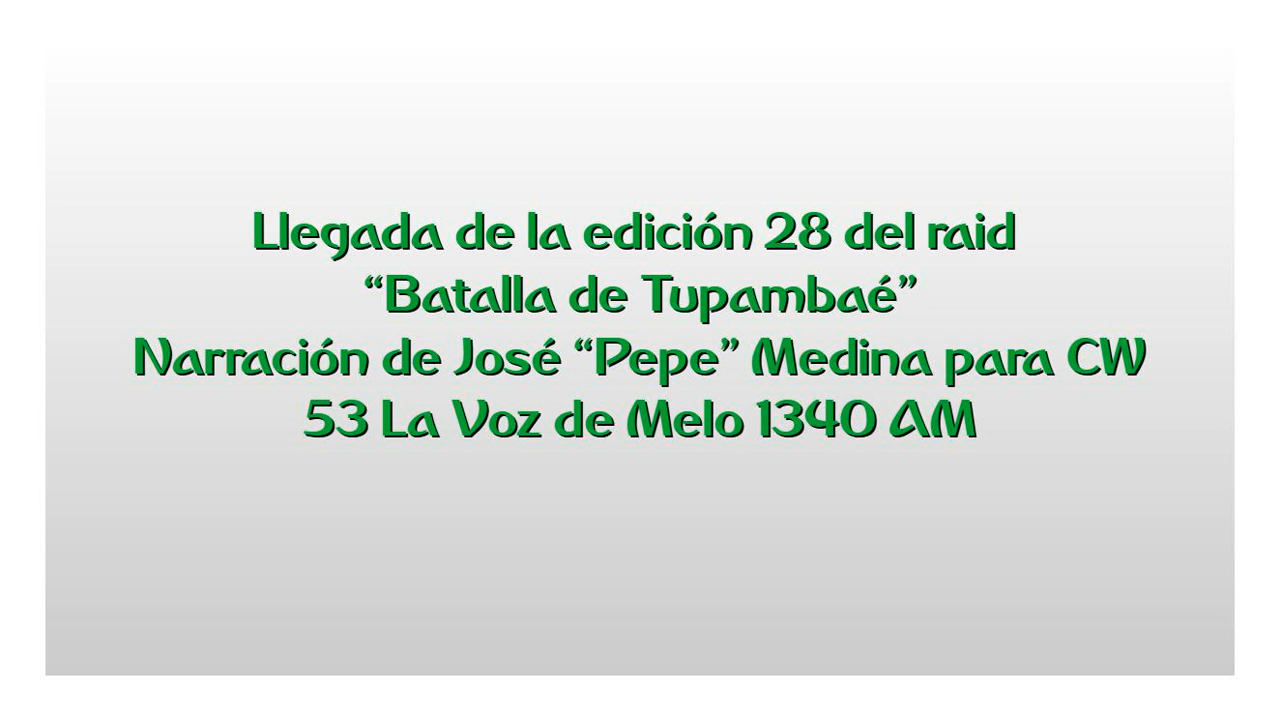 Llegada de la edición 28 del raid
“Batalla de Tupambaé”
Narración de José “Pepe” Medina para CW
53 La Voz de Melo 1340 AM